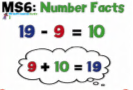 MS6: Number Facts
19 - 9 = 10
9 + 10 = 19